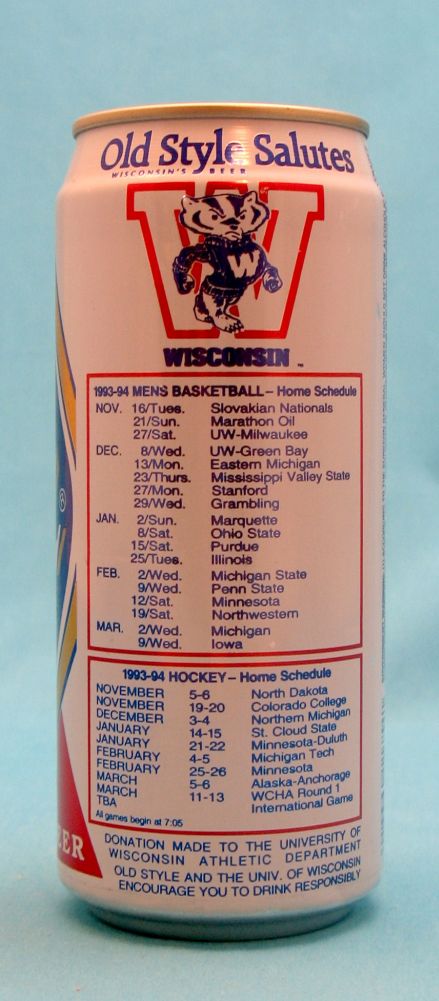 Old Style Salutes
WISCONSIN'S BEER
W
WISCONSIN
1993-94 MENS BASKETBALL – Home Schedule
NOV. 16/Tues. Slovakian Nationals
21/Sun. Marathon Oil
27/Sat. UW-Milwaukee
DEC. 8/Wed. UW-Green Bay
13/Mon. Eastern Michigan
23/Thurs. Mississippi Valley State
27/Mon. Stanford
29/Wed. Grambling
JAN. 2/Sun. Marquette
8/Sat. Ohio State
15/Sat. Purdue
25/Tues. Illinois
FEB. 2/Wed. Michigan State
9/Wed. Penn State
12/Sat. Minnesota
19/Sat. Northwestern
MAR. 2/Wed. Michigan
9/Wed. Iowa
1993-94 HOCKEY – Home Schedule
NOVEMBER 5-6 North Dakota
NOVEMBER 19-20 Colorado College
DECEMBER 3-4 Northern Michigan
JANUARY 14-15 St. Cloud State
JANUARY 21-22 Minnesota-Duluth
FEBRUARY 4-5 Michigan Tech
FEBRUARY 25-26 Minnesota
MARCH 5-6 Alaska-Anchorage
MARCH 11-13 WCHA Round 1
TBA International Game
All games begin at 7:05
DONATION MADE TO THE UNIVERSITY OF
WISCONSIN ATHLETIC DEPARTMENT
OLD STYLE AND THE UNIV. OF WISCONSIN
ENCOURAGE YOU TO DRINK RESPONSIBLY
EER
®